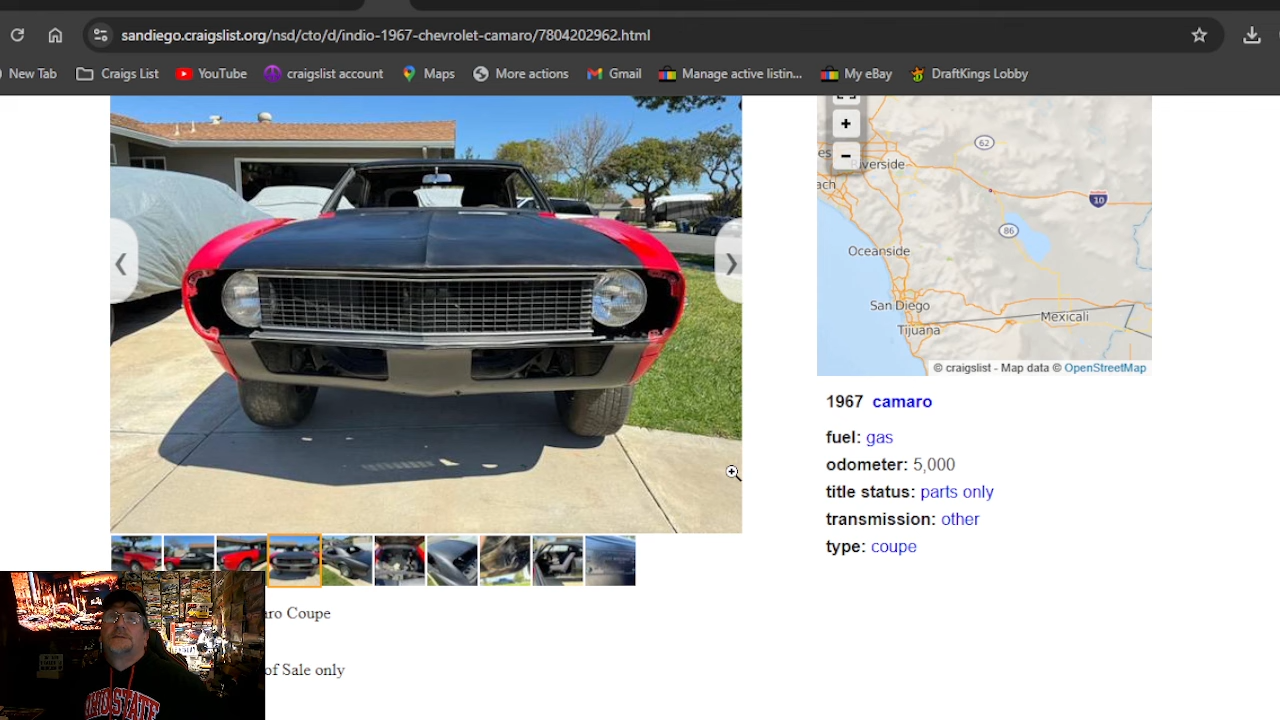 sandiego.craigslist.org/nsd/cto/d/indio-1967-chevrolet-camaro/7804202962.html
New Tab Craigs List YouTube craigslist account Maps More actions Gmail Manage active listin... My eBay DraftKings Lobby
+
−
62
Riverside
ach
10
86
Oceanside
San Diego
Mexicali
Tijuana
© craigslist - Map data © OpenStreetMap
1967 camaro
fuel: gas
odometer: 5,000
title status: parts only
transmission: other
type: coupe
aro Coupe
of Sale only